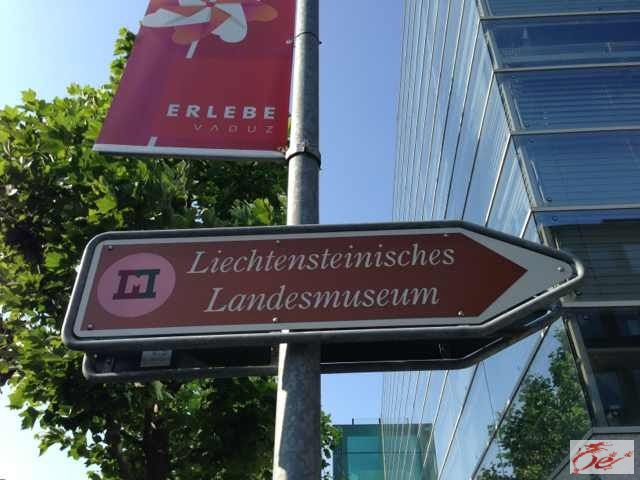 ERLEBE
VADUZ
Liechtensteinisches
Landesmuseum